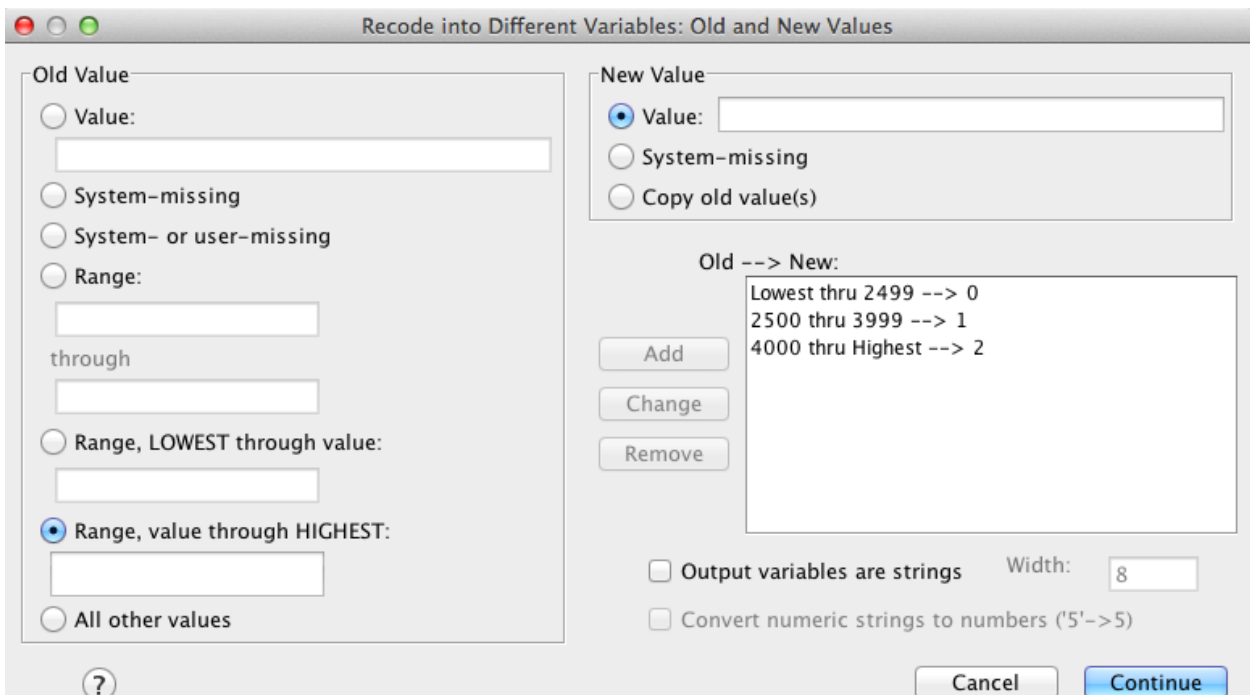 Recode into Different Variables: Old and New Values
Old Value
Value:
System-missing
System- or user-missing
Range:
through
Range, LOWEST through value:
Range, value through HIGHEST:
All other values
New Value
Value:
System-missing
Copy old value(s)
Old --> New:
Lowest thru 2499 --> 0
2500 thru 3999 --> 1
4000 thru Highest --> 2
Add
Change
Remove
Output variables are strings Width: 8
Convert numeric strings to numbers ('5'->5)
?
Cancel Continue